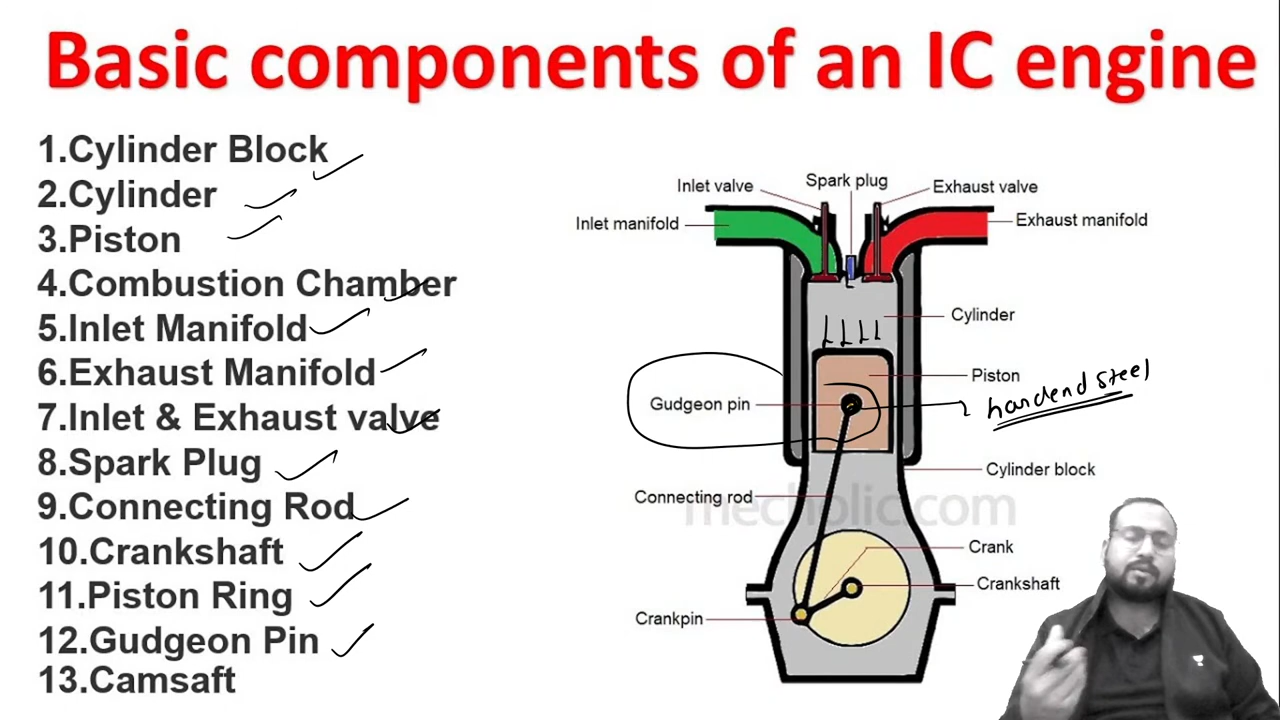 Basic components of an IC engine
1.Cylinder Block
2.Cylinder
3.Piston
4.Combustion Chamber
5.Inlet Manifold
6.Exhaust Manifold
7.Inlet & Exhaust valve
8.Spark Plug
9.Connecting Rod
10.Crankshaft
11.Piston Ring
12.Gudgeon Pin
13.Camsaft
Spark plug
Inlet valve
Exhaust valve
Inlet manifold
Exhaust manifold
Cylinder
Piston
Gudgeon pin
hardend steel
Cylinder block
Connecting rod
mecholic.com
Crank
Crankshaft
Crankpin